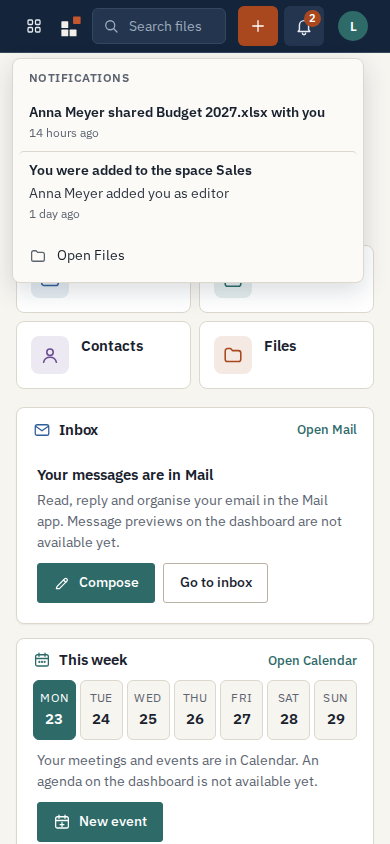 Search files
2
L
NOTIFICATIONS
Anna Meyer shared Budget 2027.xlsx with you
14 hours ago
You were added to the space Sales
Anna Meyer added you as editor
1 day ago
Open Files
Contacts
Files
Inbox
Open Mail
Your messages are in Mail
Read, reply and organise your email in the Mail
app. Message previews on the dashboard are not
available yet.
Compose
Go to inbox
This week
Open Calendar
MON TUE WED THU FRI SAT SUN
23 24 25 26 27 28 29
Your meetings and events are in Calendar. An
agenda on the dashboard is not available yet.
New event